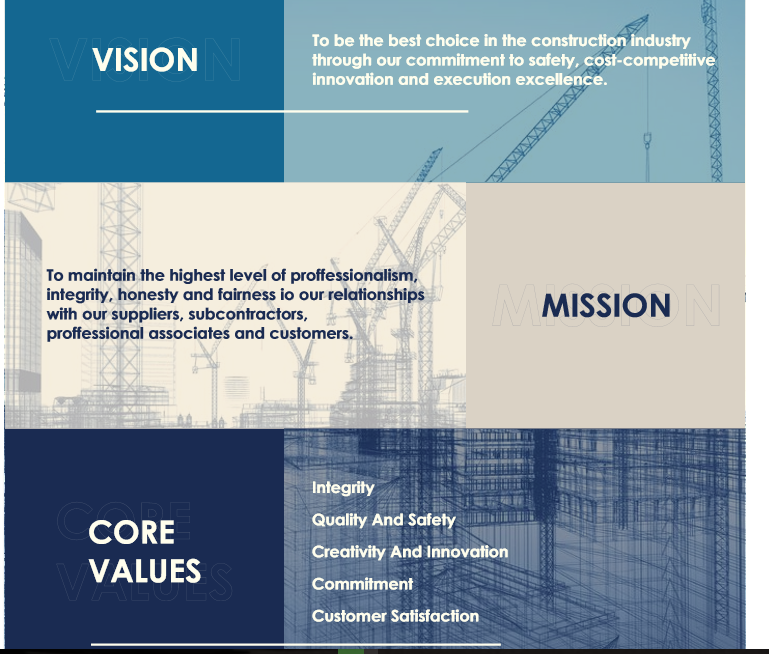 VISION
To be the best choice in the construction industry
through our commitment to safety, cost-competitive
innovation and execution excellence.
To maintain the highest level of proffessionalism,
integrity, honesty and fairness io our relationships
with our suppliers, subcontractors,
proffessional associates and customers.
MISSION
CORE
VALUES
Integrity
Quality And Safety
Creativity And Innovation
Commitment
Customer Satisfaction